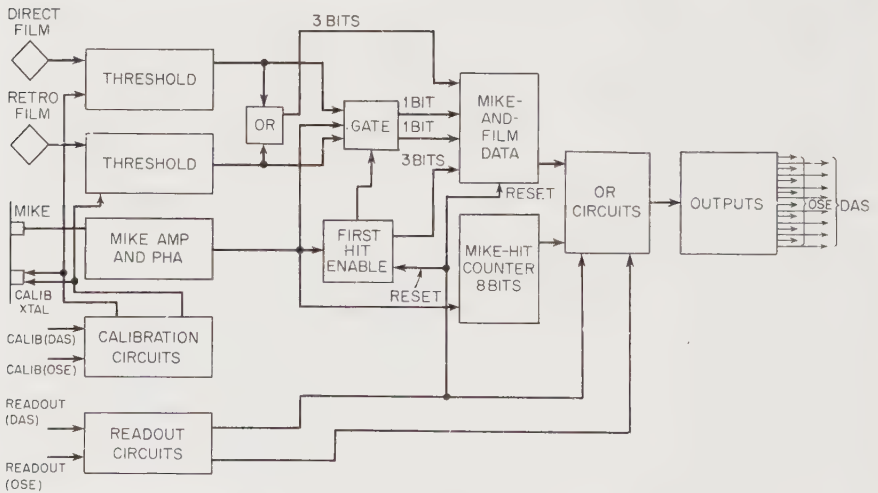 DIRECT
FILM
3 BITS
THRESHOLD
RETRO
FILM
OR
GATE
1 BIT
1 BIT
MIKE-
AND-
FILM
DATA
THRESHOLD
3 BITS
RESET
OR
CIRCUITS
OUTPUTS
OSE
DAS
MIKE
MIKE AMP
AND PHA
FIRST
HIT
ENABLE
MIKE-HIT
COUNTER
8 BITS
RESET
CALIB
XTAL
CALIB(DAS)
CALIBRATION
CIRCUITS
CALIB(OSE)
READOUT
(DAS)
READOUT
CIRCUITS
READOUT
(OSE)